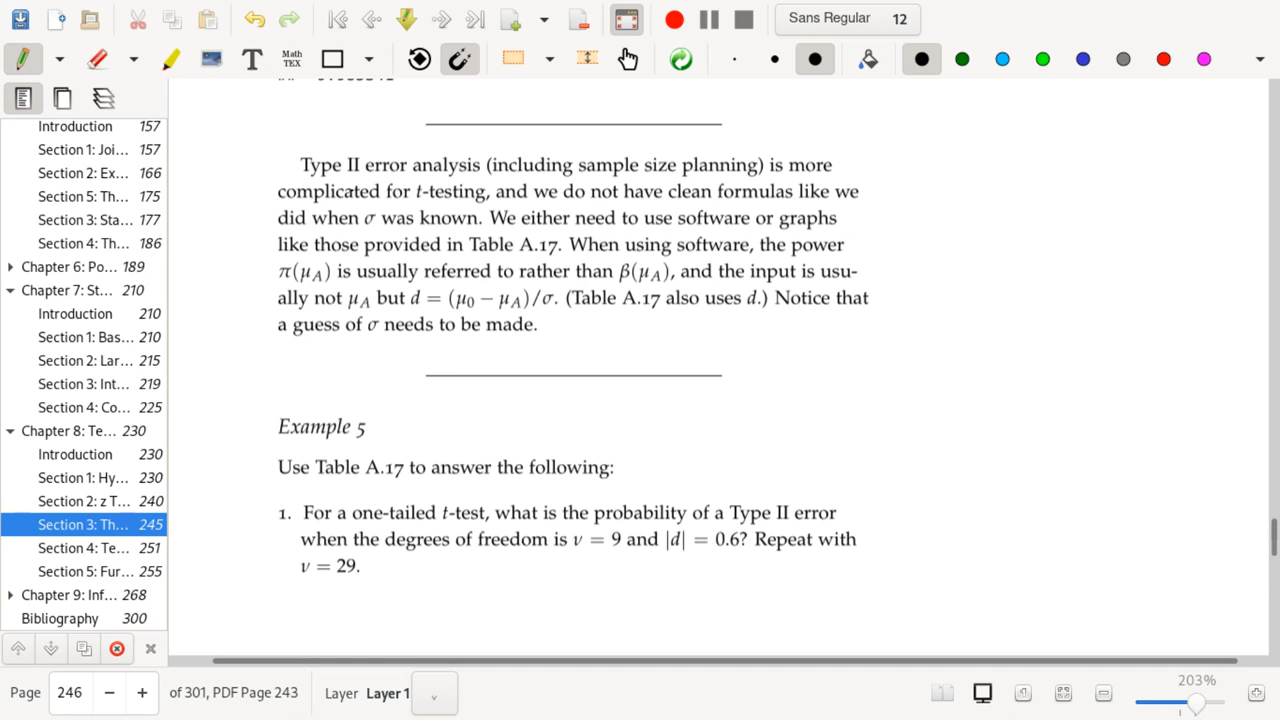 Sans Regular 12
Math
TEX
Introduction 157
Section 1: Joi... 157
Section 2: Ex... 166
Section 5: Th... 175
Section 3: Sta... 177
Section 4: Th... 186
Chapter 6: Po... 189
Chapter 7: St... 210
Introduction 210
Section 1: Bas... 210
Section 2: Lar... 215
Section 3: Int... 219
Section 4: Co... 225
Chapter 8: Te... 230
Introduction 230
Section 1: Hy... 230
Section 2: z T... 240
Section 3: Th... 245
Section 4: Te... 251
Section 5: Fur... 255
Chapter 9: Inf... 268
Bibliography 300
Type II error analysis (including sample size planning) is more
complicated for t-testing, and we do not have clean formulas like we
did when σ was known. We either need to use software or graphs
like those provided in Table A.17. When using software, the power
π(μ_A) is usually referred to rather than β(μ_A), and the input is usu-
ally not μ_A but d = (μ_0 − μ_A)/σ. (Table A.17 also uses d.) Notice that
a guess of σ needs to be made.
Example 5
Use Table A.17 to answer the following:
1. For a one-tailed t-test, what is the probability of a Type II error
when the degrees of freedom is ν = 9 and |d| = 0.6? Repeat with
ν = 29.
Page 246 − + of 301, PDF Page 243 Layer Layer 1 203%